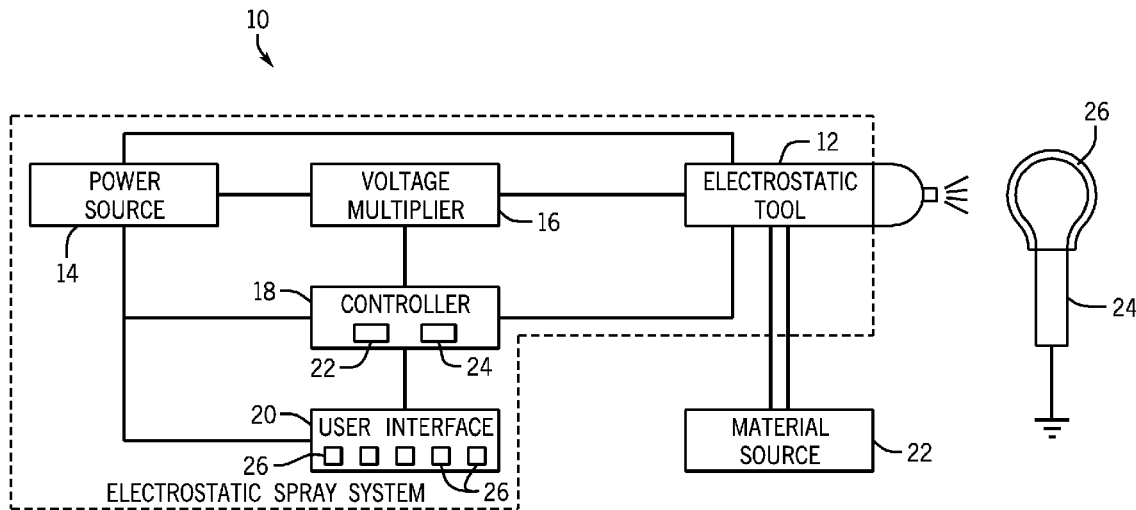 10
12
26
POWER
SOURCE
VOLTAGE
MULTIPLIER
ELECTROSTATIC
TOOL
14
16
18
CONTROLLER
24
22
24
20
USER INTERFACE
MATERIAL
SOURCE
22
26
26
ELECTROSTATIC SPRAY SYSTEM